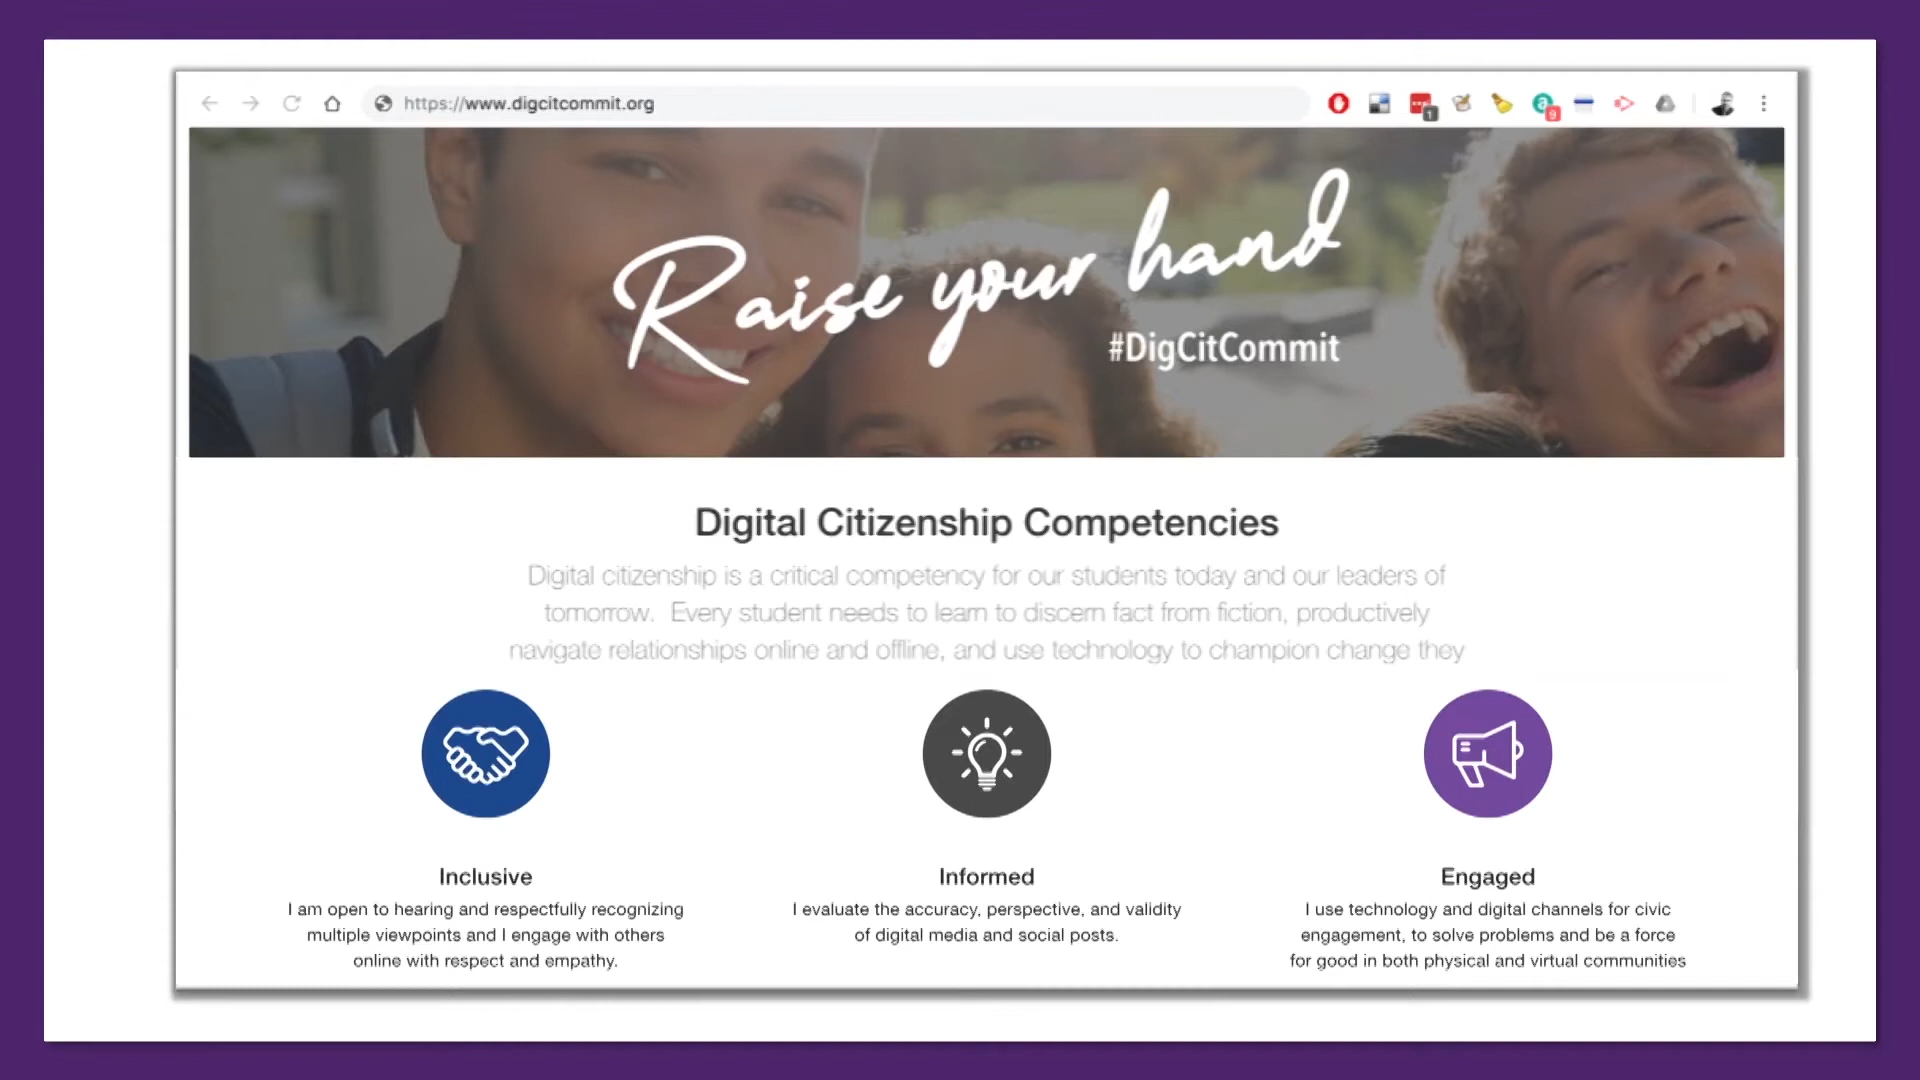 https://www.digcitcommit.org
1
9
Raise your hand
#DigCitCommit
Digital Citizenship Competencies
Digital citizenship is a critical competency for our students today and our leaders of
tomorrow. Every student needs to learn to discern fact from fiction, productively
navigate relationships online and offline, and use technology to champion change they
Inclusive
I am open to hearing and respectfully recognizing
multiple viewpoints and I engage with others
online with respect and empathy.
Informed
I evaluate the accuracy, perspective, and validity
of digital media and social posts.
Engaged
I use technology and digital channels for civic
engagement, to solve problems and be a force
for good in both physical and virtual communities